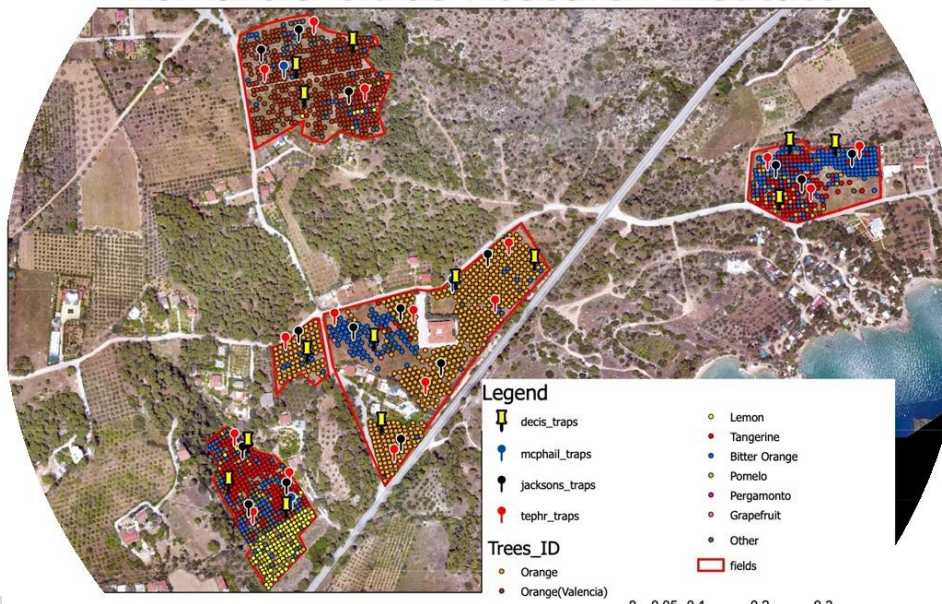 Legend
decis_traps
mcphail_traps
jacksons_traps
tephr_traps
Trees_ID
Orange
Orange(Valencia)
Lemon
Tangerine
Bitter Orange
Pomelo
Pergamonto
Grapefruit
Other
fields